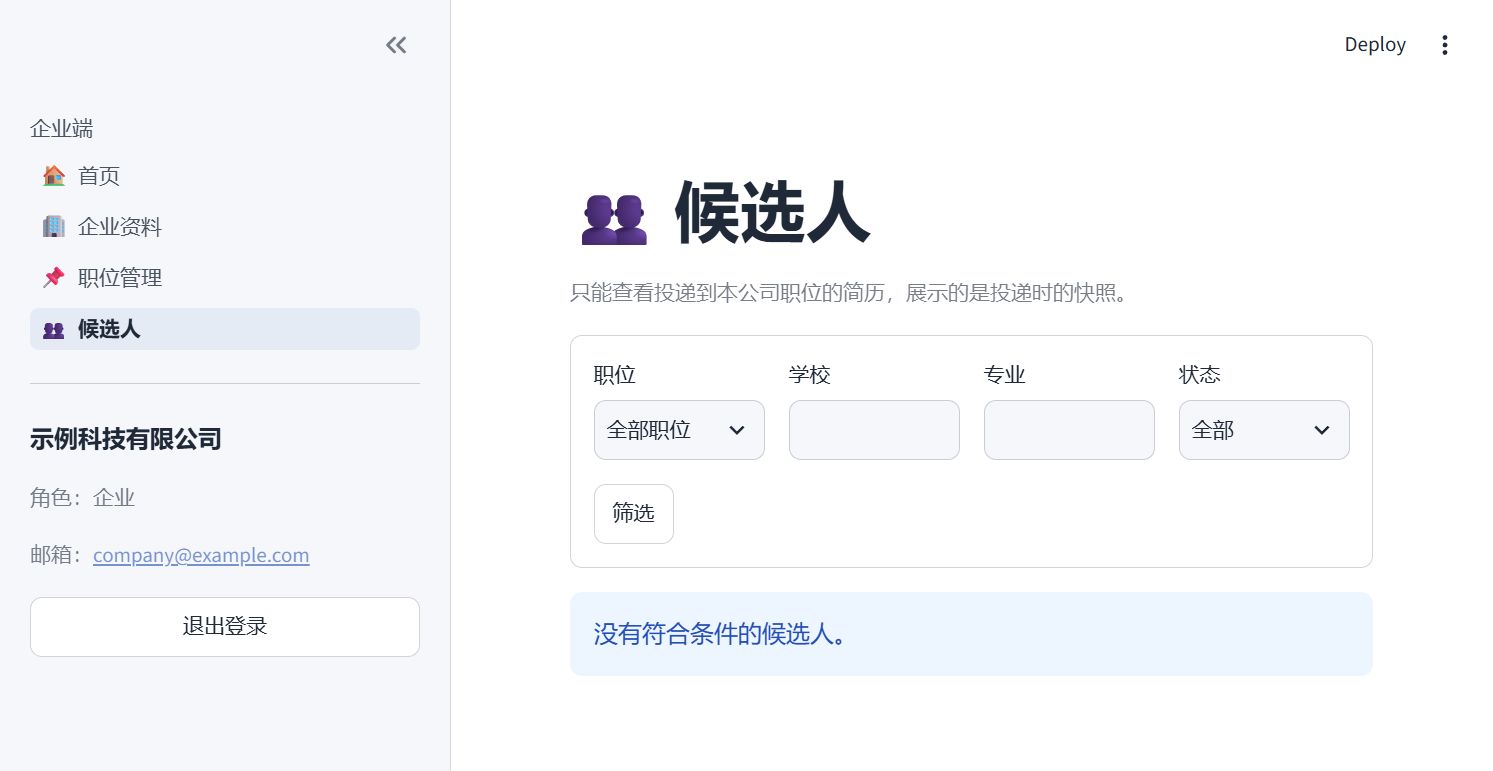 Deploy
企业端
首页
企业资料
职位管理
候选人
示例科技有限公司
角色：企业
邮箱：company@example.com
退出登录
候选人
只能查看投递到本公司职位的简历，展示的是投递时的快照。
职位 学校 专业 状态
全部职位 全部
筛选
没有符合条件的候选人。